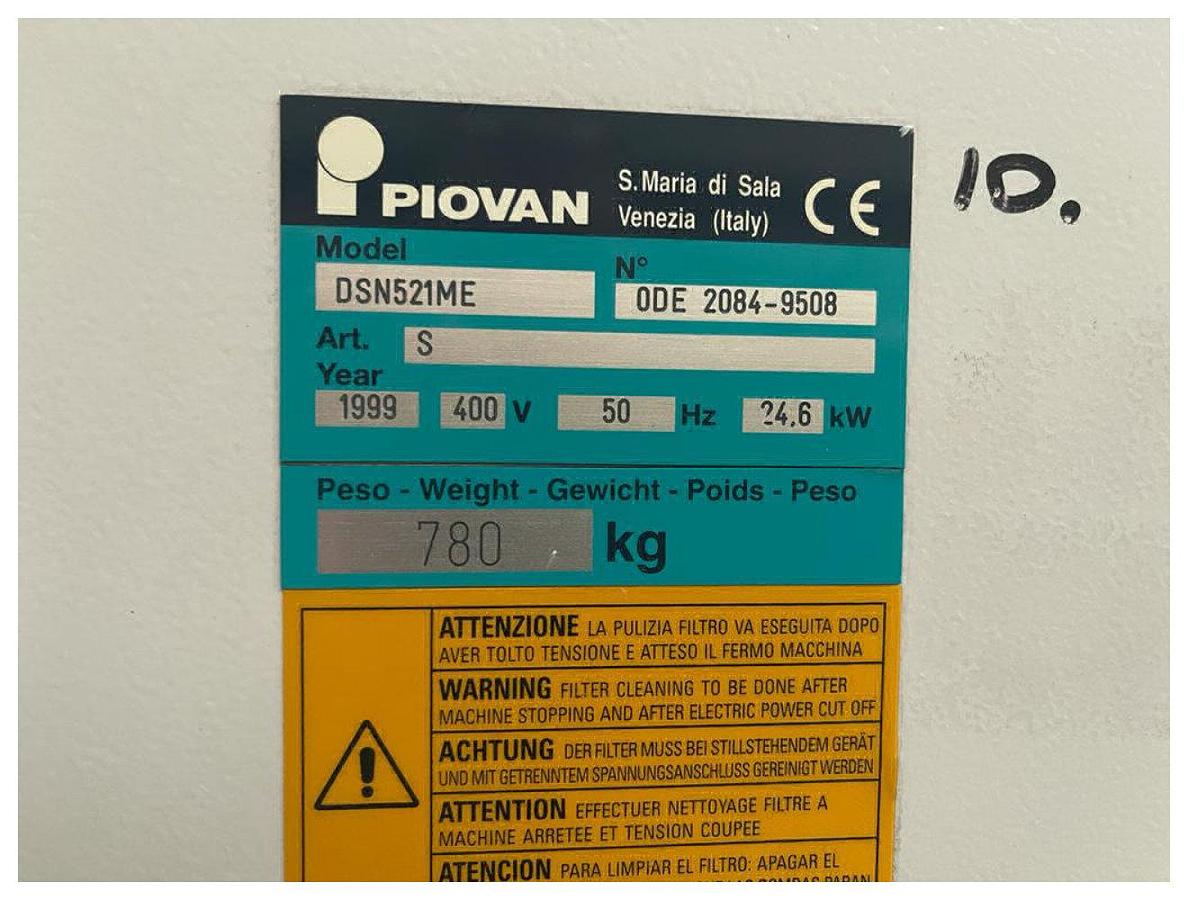 PIOVAN
S. Maria di Sala
Venezia (Italy)
CE
10.
Model
DSN521ME
N°
0DE 2084-9508
Art.
S
Year
1999 400 V 50 Hz 24,6 kW
Peso - Weight - Gewicht - Poids - Peso
780 kg
ATTENZIONE LA PULIZIA FILTRO VA ESEGUITA DOPO
AVER TOLTO TENSIONE E ATTESO IL FERMO MACCHINA
WARNING FILTER CLEANING TO BE DONE AFTER
MACHINE STOPPING AND AFTER ELECTRIC POWER CUT OFF
ACHTUNG DER FILTER MUSS BEI STILLSTEHENDEM GERÄT
UND MIT GETRENNTEM SPANNUNGSANSCHLUSS GEREINIGT WERDEN
ATTENTION EFFECTUER NETTOYAGE FILTRE A
MACHINE ARRETEE ET TENSION COUPEE
ATENCION PARA LIMPIAR EL FILTRO: APAGAR EL